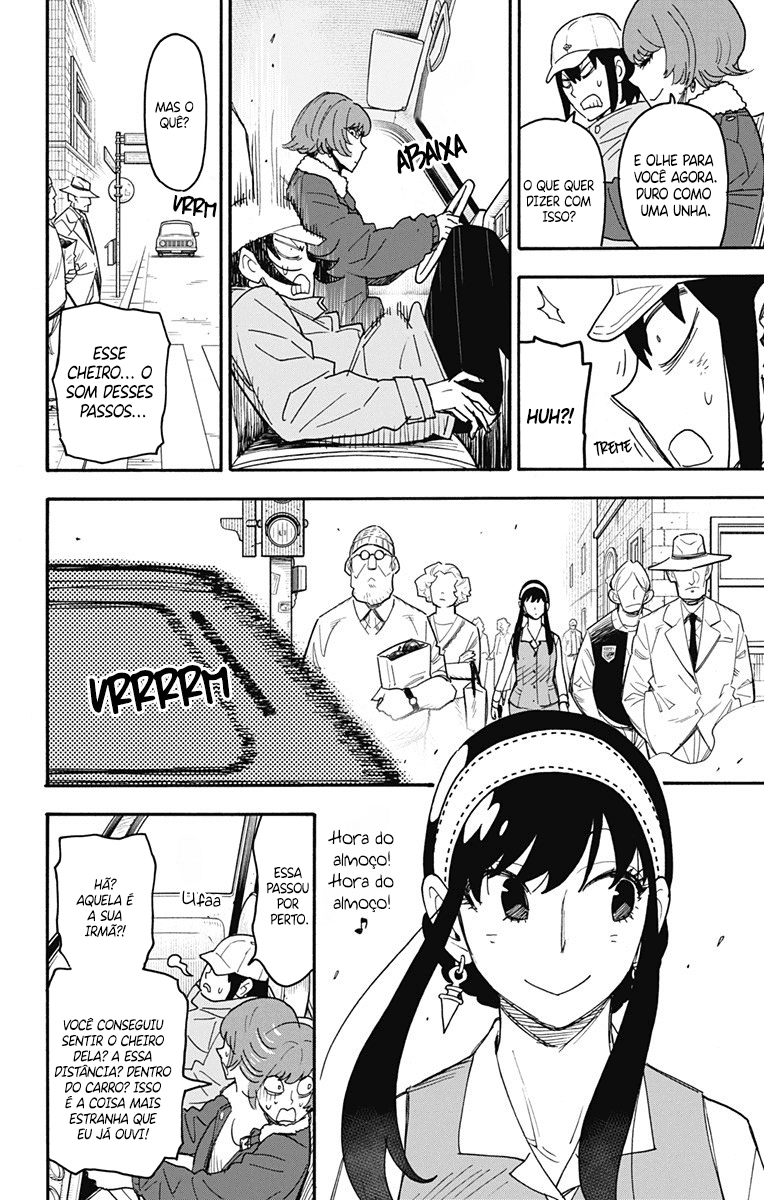 E OLHE PARA
VOCÊ AGORA.
DURO COMO
UMA UNHA.
O QUE QUER
DIZER COM
ISSO?
HUH?!
TREME
ABAIXA
MAS O
QUÊ?
VRRM
ESSE
CHEIRO... O
SOM DESSES
PASSOS...
VRRRRM
Hora do
almoço!
Hora do
almoço!
ESSA
PASSOU
POR
PERTO.
Ufaa
HÃ?
AQUELA É
A SUA
IRMÃ?!
VOCÊ CONSEGUIU
SENTIR O CHEIRO
DELA? A ESSA
DISTÂNCIA? DENTRO
DO CARRO? ISSO
É A COISA MAIS
ESTRANHA QUE
EU JÁ OUVI!